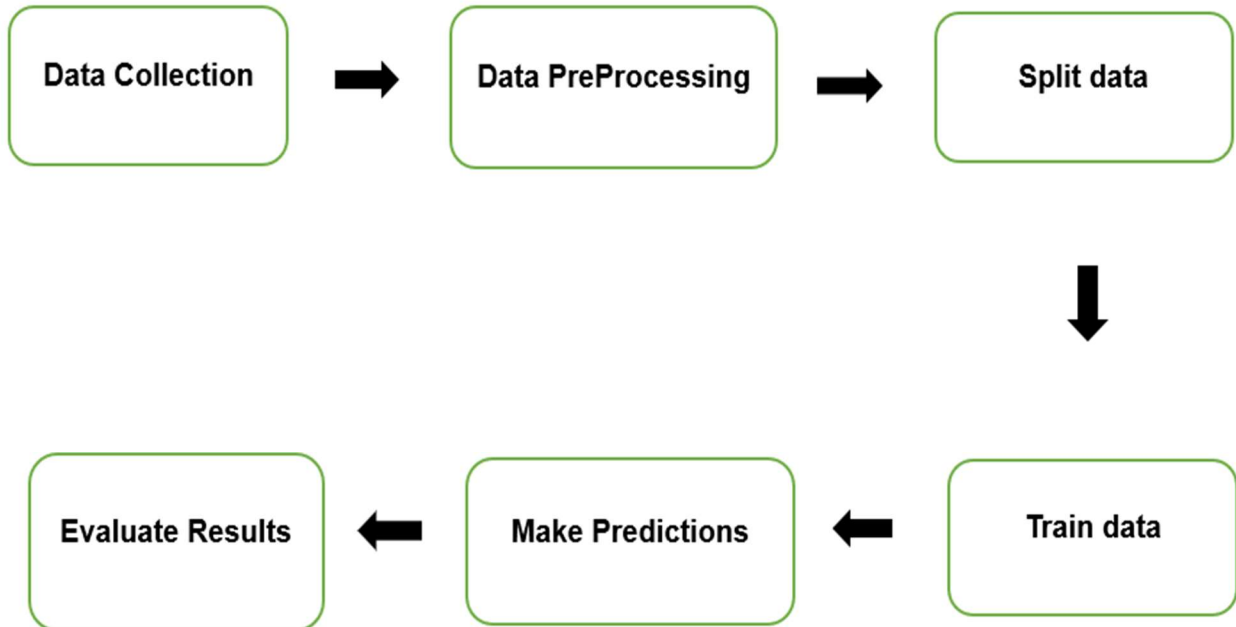 Data Collection
Data PreProcessing
Split data
Train data
Make Predictions
Evaluate Results